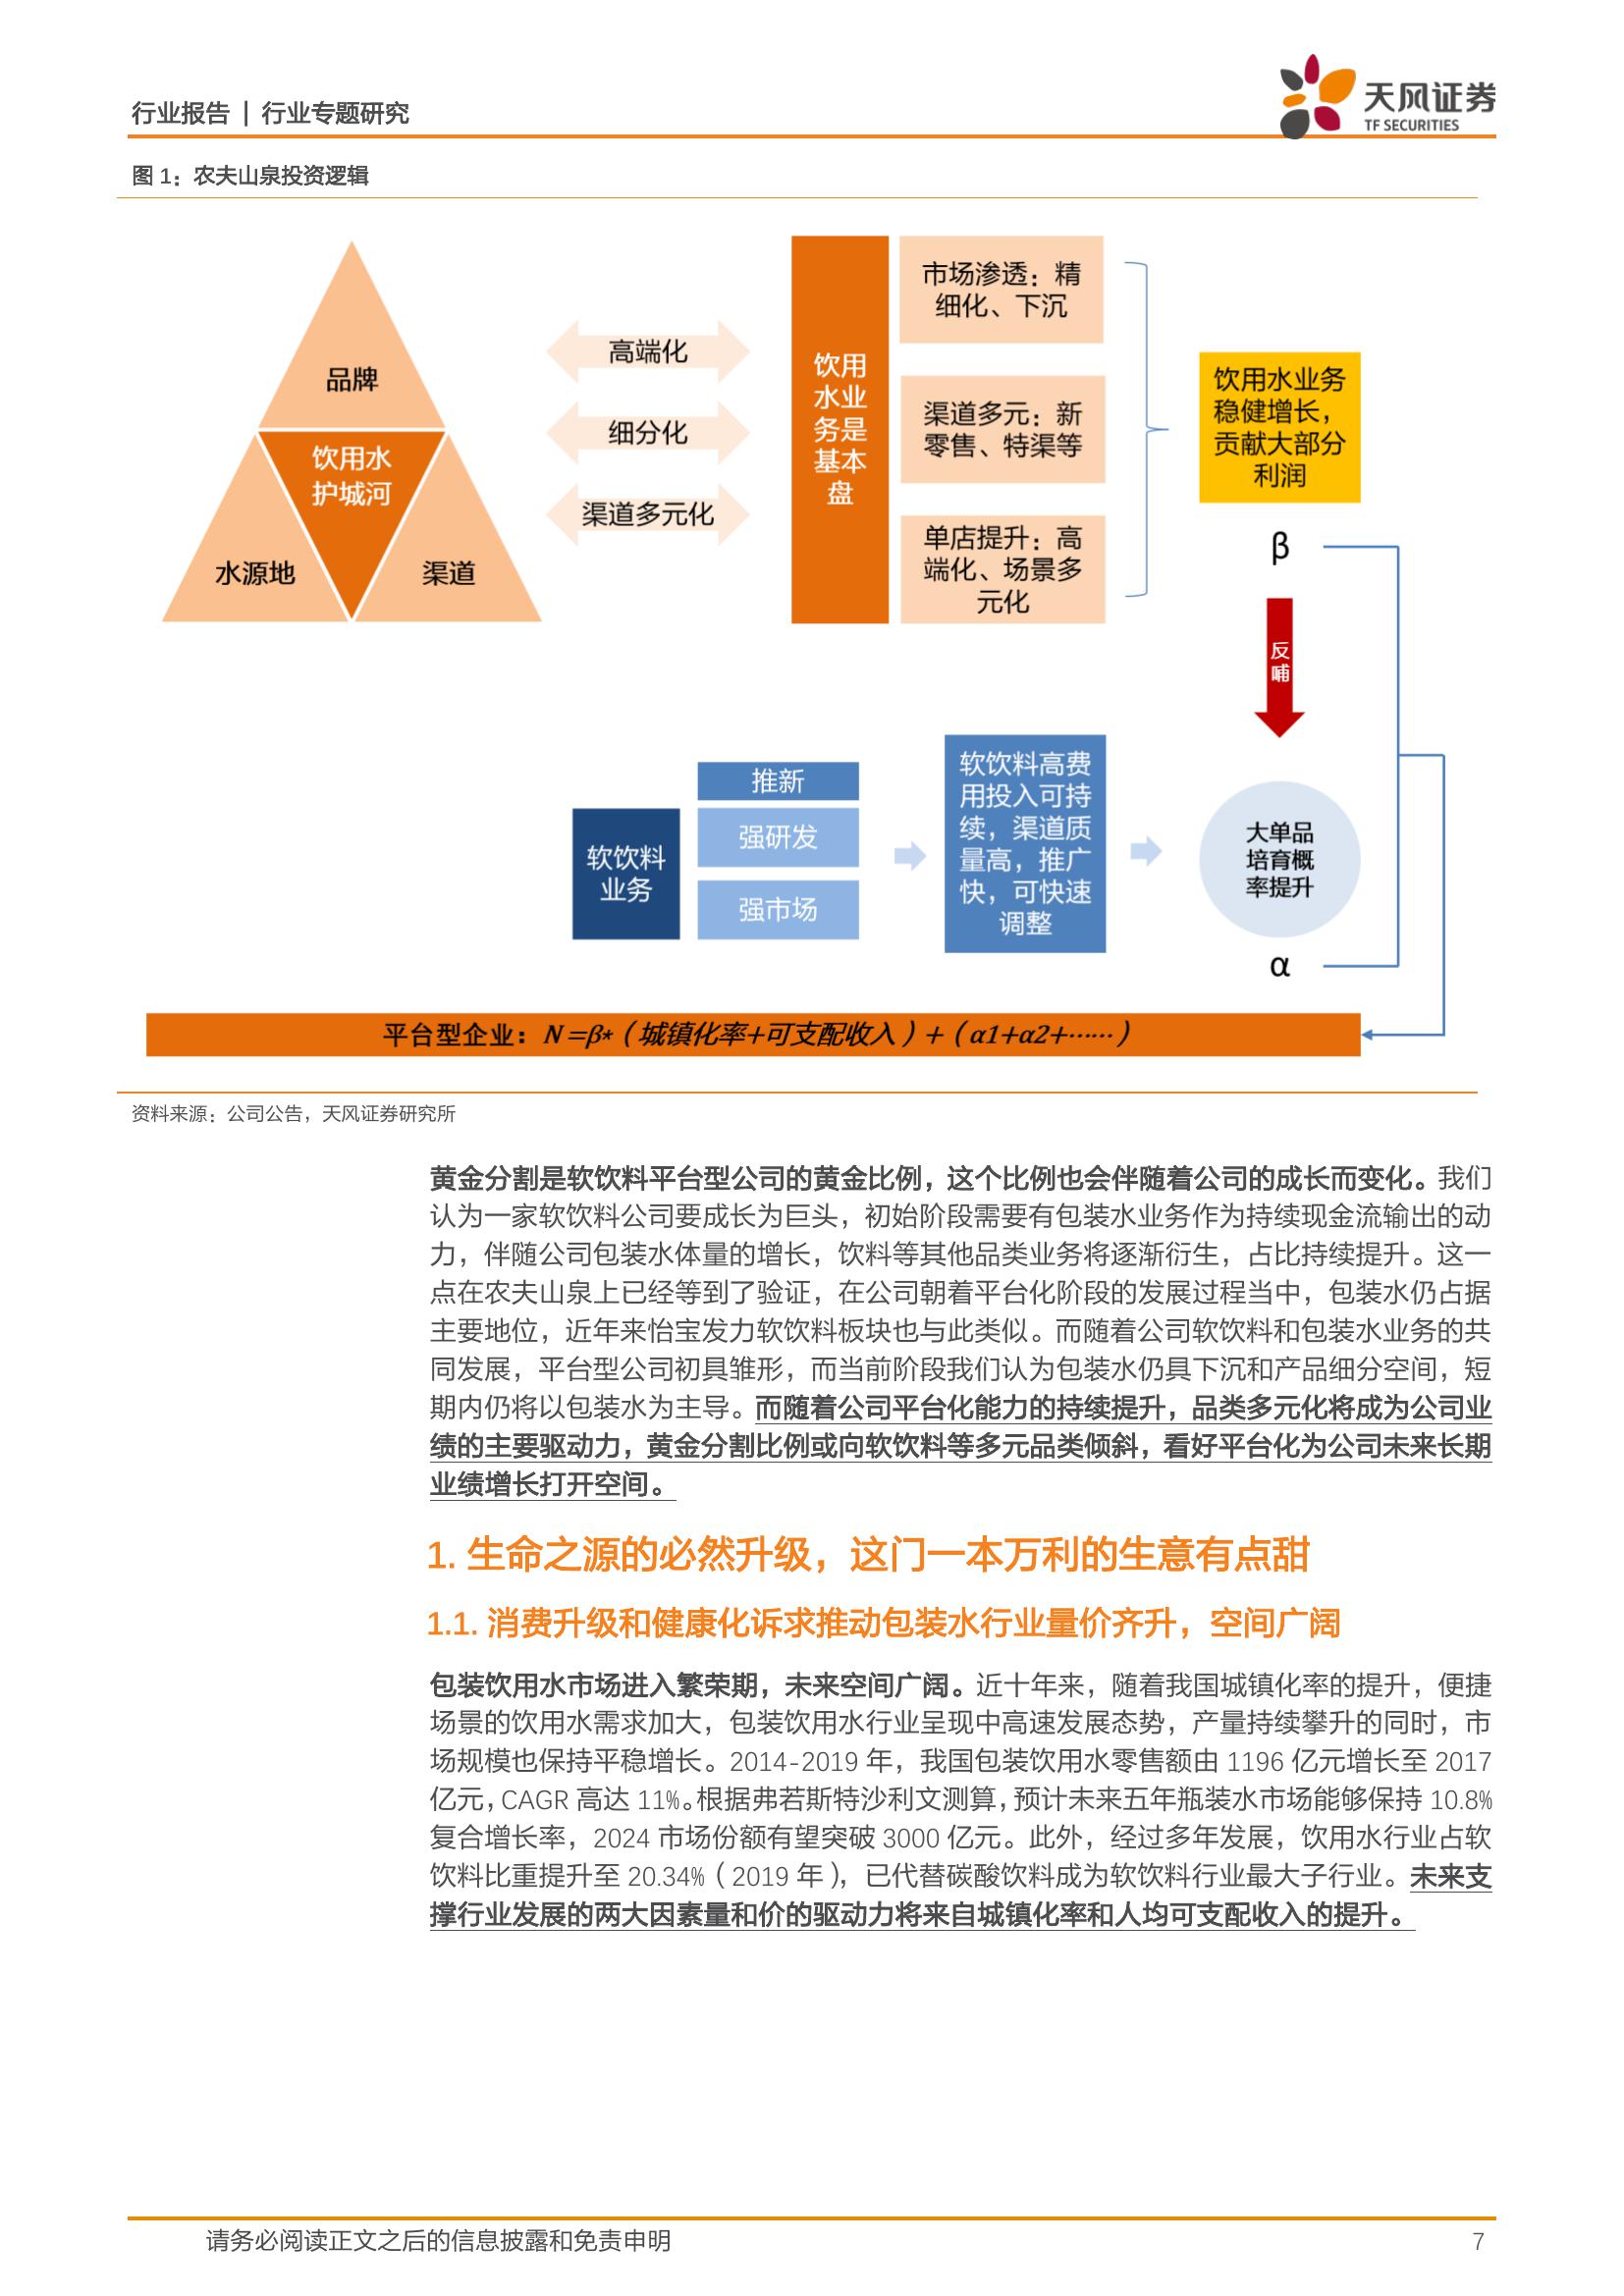 行业报告 | 行业专题研究
天风证券
TF SECURITIES
图 1：农夫山泉投资逻辑
品牌
饮用水
护城河
水源地
渠道
高端化
细分化
渠道多元化
饮用
水业
务是
基本
盘
市场渗透：精
细化、下沉
渠道多元：新
零售、特渠等
单店提升：高
端化、场景多
元化
饮用水业务
稳健增长，
贡献大部分
利润
β
反
哺
软饮料
业务
推新
强研发
强市场
软饮料高费
用投入可持
续，渠道质
量高，推广
快，可快速
调整
大单品
培育概
率提升
α
平台型企业：N=β*（城镇化率+可支配收入）+（α1+α2+……）
资料来源：公司公告，天风证券研究所
黄金分割是软饮料平台型公司的黄金比例，这个比例也会伴随着公司的成长而变化。我们
认为一家软饮料公司要成长为巨头，初始阶段需要有包装水业务作为持续现金流输出的动
力，伴随公司包装水体量的增长，饮料等其他品类业务将逐渐衍生，占比持续提升。这一
点在农夫山泉上已经等到了验证，在公司朝着平台化阶段的发展过程当中，包装水仍占据
主要地位，近年来怡宝发力软饮料板块也与此类似。而随着公司软饮料和包装水业务的共
同发展，平台型公司初具雏形，而当前阶段我们认为包装水仍具下沉和产品细分空间，短
期内仍将以包装水为主导。而随着公司平台化能力的持续提升，品类多元化将成为公司业
绩的主要驱动力，黄金分割比例或向软饮料等多元品类倾斜，看好平台化为公司未来长期
业绩增长打开空间。
1. 生命之源的必然升级，这门一本万利的生意有点甜
1.1. 消费升级和健康化诉求推动包装水行业量价齐升，空间广阔
包装饮用水市场进入繁荣期，未来空间广阔。近十年来，随着我国城镇化率的提升，便捷
场景的饮用水需求加大，包装饮用水行业呈现中高速发展态势，产量持续攀升的同时，市
场规模也保持平稳增长。2014-2019 年，我国包装饮用水零售额由 1196 亿元增长至 2017
亿元，CAGR 高达 11%。根据弗若斯特沙利文测算，预计未来五年瓶装水市场能够保持 10.8%
复合增长率，2024 市场份额有望突破 3000 亿元。此外，经过多年发展，饮用水行业占软
饮料比重提升至 20.34%（2019 年），已代替碳酸饮料成为软饮料行业最大子行业。未来支
撑行业发展的两大因素量和价的驱动力将来自城镇化率和人均可支配收入的提升。
请务必阅读正文之后的信息披露和免责申明
7